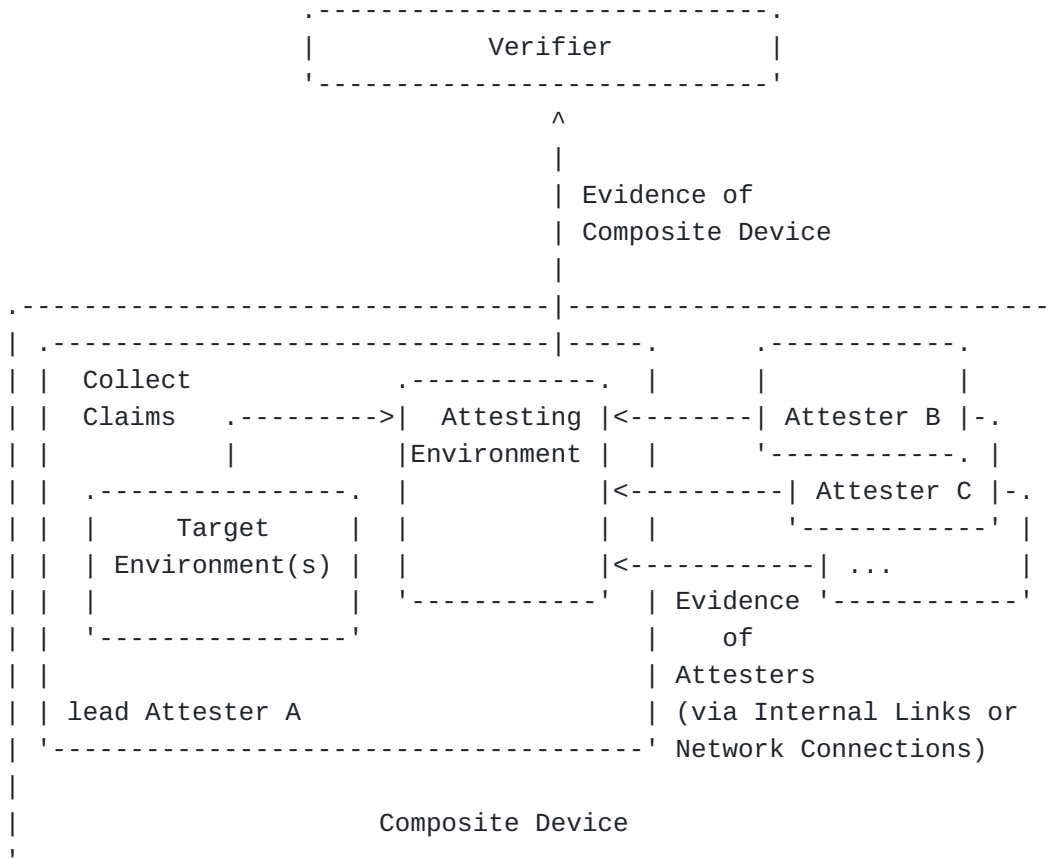 Verifier
Evidence of
Composite Device
Collect
Claims
Attesting
Environment
Attester B
Attester C
Target
Environment(s)
...
Evidence
of
Attesters
(via Internal Links or
Network Connections)
lead Attester A
Composite Device